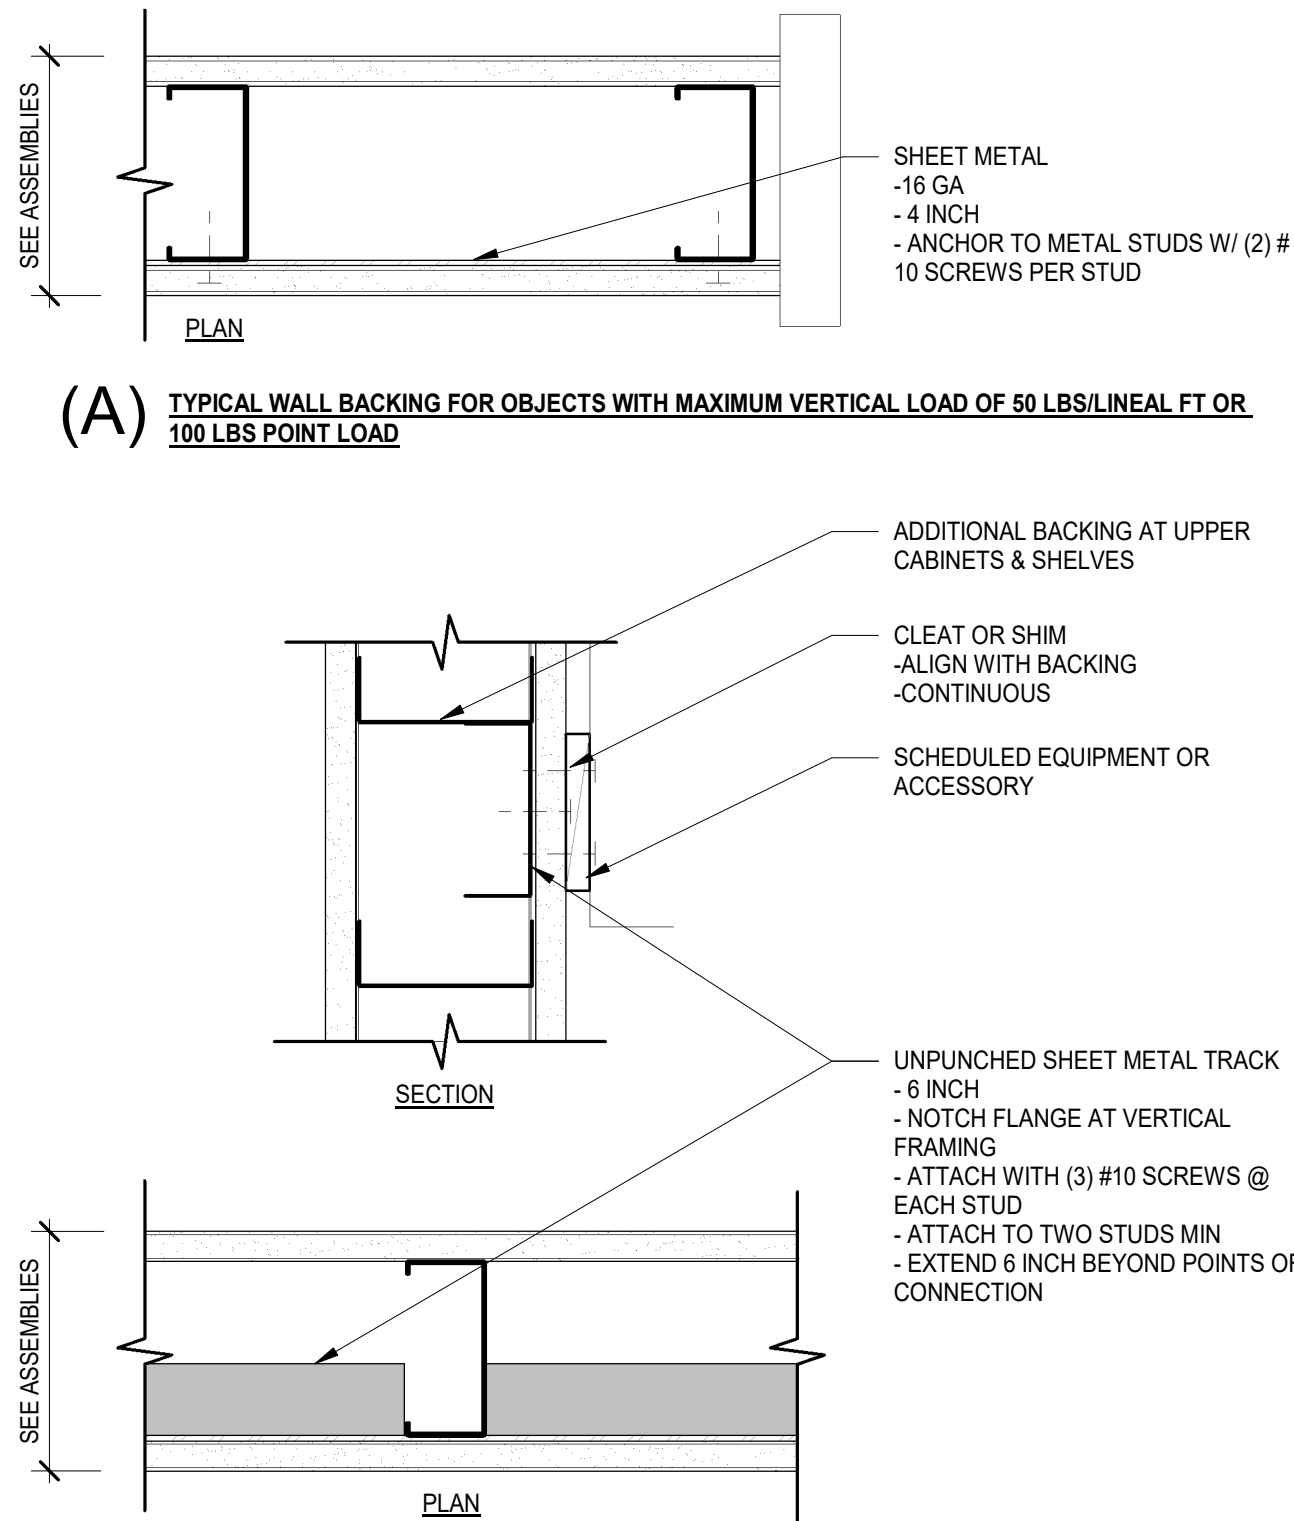 SEE ASSEMBLIES
SHEET METAL
-16 GA
- 4 INCH
- ANCHOR TO METAL STUDS W/ (2) #
10 SCREWS PER STUD
PLAN
(A)
TYPICAL WALL BACKING FOR OBJECTS WITH MAXIMUM VERTICAL LOAD OF 50 LBS/LINEAL FT OR
100 LBS POINT LOAD
ADDITIONAL BACKING AT UPPER
CABINETS & SHELVES
CLEAT OR SHIM
-ALIGN WITH BACKING
-CONTINUOUS
SCHEDULED EQUIPMENT OR
ACCESSORY
SECTION
UNPUNCHED SHEET METAL TRACK
- 6 INCH
- NOTCH FLANGE AT VERTICAL
FRAMING
- ATTACH WITH (3) #10 SCREWS @
EACH STUD
- ATTACH TO TWO STUDS MIN
- EXTEND 6 INCH BEYOND POINTS OF
CONNECTION
SEE ASSEMBLIES
PLAN